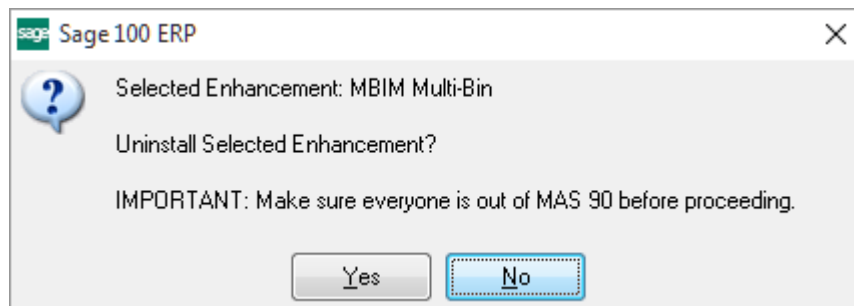 sage Sage 100 ERP
Selected Enhancement: MBIM Multi-Bin
Uninstall Selected Enhancement?
IMPORTANT: Make sure everyone is out of MAS 90 before proceeding.
Yes No